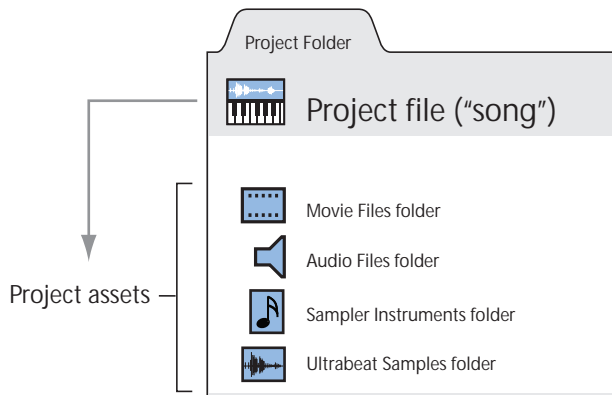 Project Folder
Project file (“song”)
Movie Files folder
Audio Files folder
Project assets
Sampler Instruments folder
Ultrabeat Samples folder